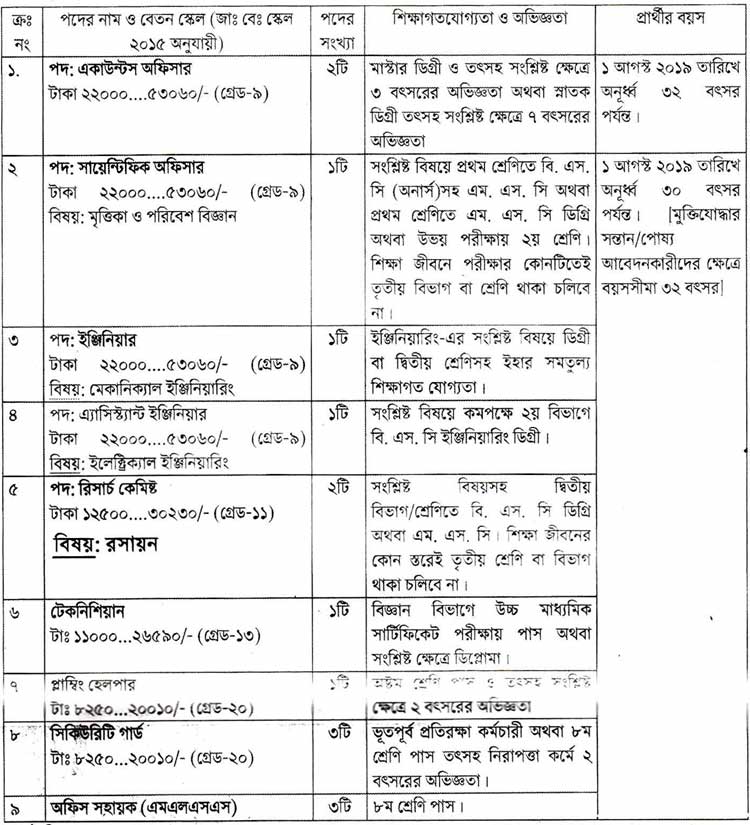 ক্রঃ নং
পদের নাম ও বেতন স্কেল (জাঃ বেঃ স্কেল
২০১৫ অনুযায়ী)
পদের
সংখ্যা
শিক্ষাগতযোগ্যতা ও অভিজ্ঞতা
প্রার্থীর বয়স
১.
পদ: একাউন্টস অফিসার
টাকা ২২০০০....৫৩০৬০/- (গ্রেড-৯)
২টি
মাস্টার ডিগ্রী ও তৎসহ সংশ্লিষ্ট ক্ষেত্রে
৩ বৎসরের অভিজ্ঞতা অথবা স্নাতক
ডিগ্রী তৎসহ সংশ্লিষ্ট ক্ষেত্রে ৭ বৎসরের
অভিজ্ঞতা
১ আগস্ট ২০১৯ তারিখে
অনূর্ধ্ব ৩২ বৎসর
পর্যন্ত।
২
পদ: সায়েন্টিফিক অফিসার
টাকা ২২০০০....৫৩০৬০/- (গ্রেড-৯)
বিষয়: মৃত্তিকা ও পরিবেশ বিজ্ঞান
১টি
সংশ্লিষ্ট বিষয়ে প্রথম শ্রেণিতে বি. এস.
সি (অনার্স)সহ এম. এস. সি অথবা
প্রথম শ্রেণিতে এম. এস. সি ডিগ্রি
অথবা উভয় পরীক্ষায় ২য় শ্রেণি।
শিক্ষা জীবনে পরীক্ষার কোনটিতেই
তৃতীয় বিভাগ বা শ্রেণি থাকা চলিবে
না।
১ আগস্ট ২০১৯ তারিখে
অনূর্ধ্ব ৩০ বৎসর
পর্যন্ত। [মুক্তিযোদ্ধার
সন্তান/পোষ্য
আবেদনকারীদের ক্ষেত্রে
বয়সসীমা ৩২ বৎসর]
৩
পদ: ইঞ্জিনিয়ার
টাকা ২২০০০....৫৩০৬০/- (গ্রেড-৯)
বিষয়: মেকানিক্যাল ইঞ্জিনিয়ারিং
১টি
ইঞ্জিনিয়ারিং-এর সংশ্লিষ্ট বিষয়ে ডিগ্রী
বা দ্বিতীয় শ্রেণিসহ ইহার সমতুল্য
শিক্ষাগত যোগ্যতা।
৪
পদ: এ্যাসিস্ট্যান্ট ইঞ্জিনিয়ার
টাকা ২২০০০....৫৩০৬০/- (গ্রেড-৯)
বিষয়: ইলেক্ট্রিক্যাল ইঞ্জিনিয়ারিং
১টি
সংশ্লিষ্ট বিষয়ে কমপক্ষে ২য় বিভাগে
বি. এস. সি ইঞ্জিনিয়ারিং ডিগ্রী।
৫
পদ: রিসার্চ কেমিষ্ট
টাকা ১২৫০০....৩০২৩০/- (গ্রেড-১১)
বিষয়: রসায়ন
২টি
সংশ্লিষ্ট বিষয়সহ দ্বিতীয়
বিভাগ/শ্রেণিতে বি. এস. সি ডিগ্রি
অথবা এম. এস. সি। শিক্ষা জীবনের
কোন স্তরেই তৃতীয় শ্রেণি বা বিভাগ
থাকা চলিবে না।
৬
টেকনিশিয়ান
টাঃ ১১০০০...২৬৫৯০/- (গ্রেড-১৩)
১টি
বিজ্ঞান বিভাগে উচ্চ মাধ্যমিক
সার্টিফিকেট পরীক্ষায় পাস অথবা
সংশ্লিষ্ট ক্ষেত্রে ডিপ্লোমা।
৭
প্লাম্বিং হেলপার
টাঃ ৮২৫০...২০০১০/- (গ্রেড-২০)
১টি
অষ্টম শ্রেণি পাস ও তৎসহ সংশ্লিষ্ট
ক্ষেত্রে ২ বৎসরের অভিজ্ঞতা
৮
সিকিউরিটি গার্ড
টাঃ ৮২৫০...২০০১০/- (গ্রেড-২০)
৩টি
ভূতপূর্ব প্রতিরক্ষা কর্মচারী অথবা ৮ম
শ্রেণি পাস তৎসহ নিরাপত্তা কর্মে ২
বৎসরের অভিজ্ঞতা।
৯
অফিস সহায়ক (এমএলএসএস)
৩টি
৮ম শ্রেণি পাস।